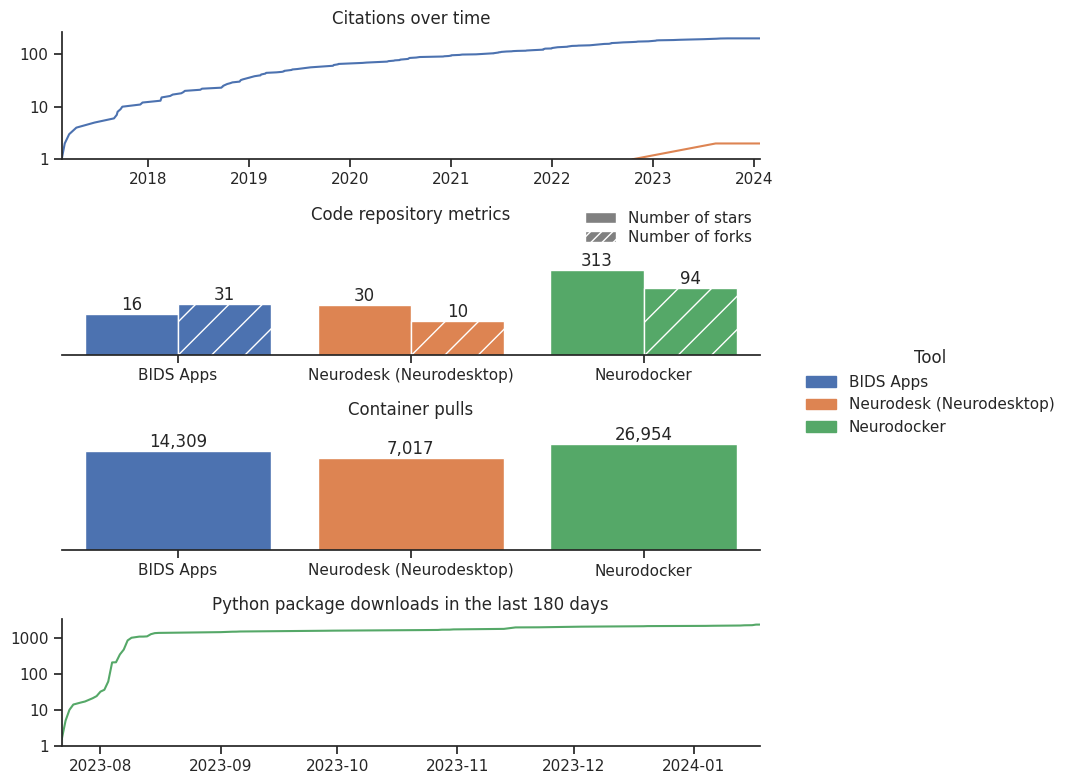 Citations over time
100
10
1
2018 2019 2020 2021 2022 2023 2024
Code repository metrics
Number of stars
Number of forks
16 31 30 10 313 94
BIDS Apps Neurodesk (Neurodesktop) Neurodocker
Tool
BIDS Apps
Neurodesk (Neurodesktop)
Neurodocker
Container pulls
14,309 7,017 26,954
BIDS Apps Neurodesk (Neurodesktop) Neurodocker
Python package downloads in the last 180 days
1000
100
10
1
2023-08 2023-09 2023-10 2023-11 2023-12 2024-01